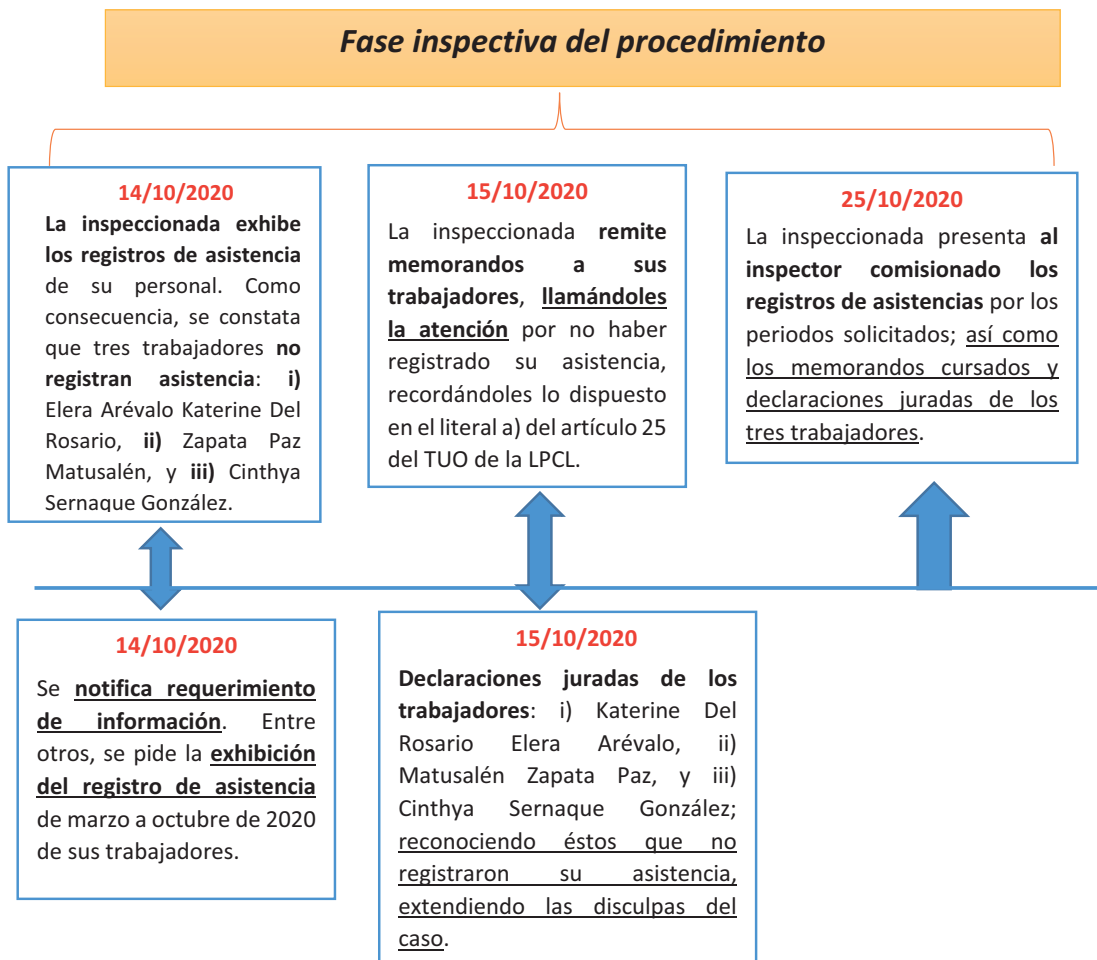 Fase inspectiva del procedimiento
14/10/2020
La inspeccionada exhibe
los registros de asistencia
de su personal. Como
consecuencia, se constata
que tres trabajadores no
registran asistencia: i)
Elera Arévalo Katerine Del
Rosario, ii) Zapata Paz
Matusalén, y iii) Cinthya
Sernaque González.
15/10/2020
La inspeccionada remite
memorandos a sus
trabajadores, llamándoles
la atención por no haber
registrado su asistencia,
recordándoles lo dispuesto
en el literal a) del artículo 25
del TUO de la LPCL.
25/10/2020
La inspeccionada presenta al
inspector comisionado los
registros de asistencias por los
periodos solicitados; así como
los memorandos cursados y
declaraciones juradas de los
tres trabajadores.
14/10/2020
Se notifica requerimiento
de información. Entre
otros, se pide la exhibición
del registro de asistencia
de marzo a octubre de 2020
de sus trabajadores.
15/10/2020
Declaraciones juradas de los
trabajadores: i) Katerine Del
Rosario Elera Arévalo, ii)
Matusalén Zapata Paz, y iii)
Cinthya Sernaque González;
reconociendo éstos que no
registraron su asistencia,
extendiendo las disculpas del
caso.